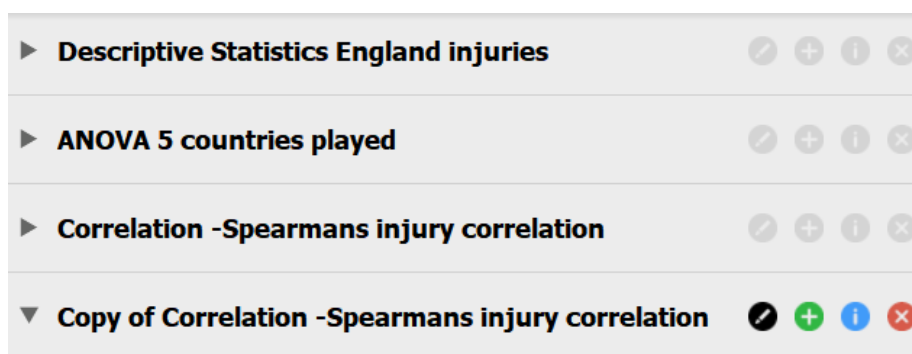 Descriptive Statistics England injuries
ANOVA 5 countries played
Correlation -Spearmans injury correlation
Copy of Correlation -Spearmans injury correlation